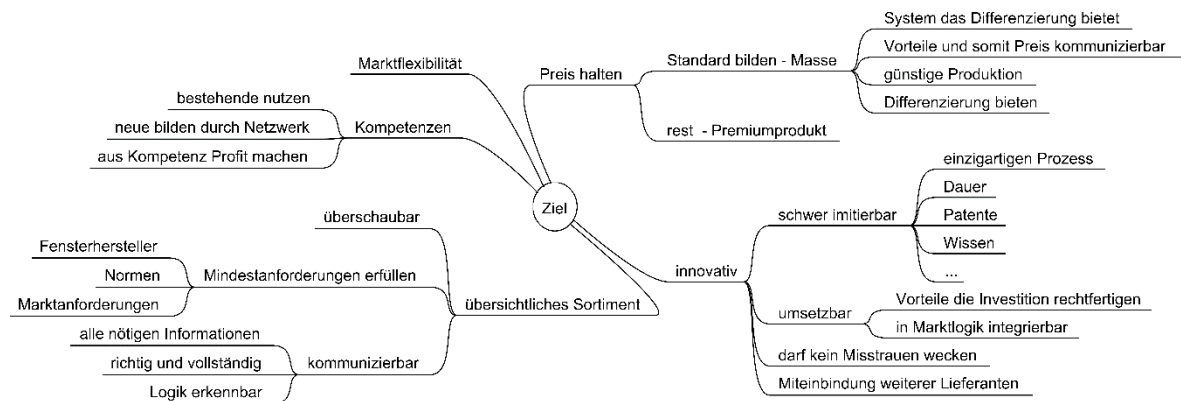 Ziel
Marktflexibilität
Kompetenzen
bestehende nutzen
neue bilden durch Netzwerk
aus Kompetenz Profit machen
Preis halten
Standard bilden - Masse
System das Differenzierung bietet
Vorteile und somit Preis kommunizierbar
günstige Produktion
Differenzierung bieten
rest - Premiumprodukt
innovativ
schwer imitierbar
einzigartigen Prozess
Dauer
Patente
Wissen
...
umsetzbar
Vorteile die Investition rechtfertigen
in Marktlogik integrierbar
darf kein Misstrauen wecken
Miteinbindung weiterer Lieferanten
übersichtliches Sortiment
überschaubar
Mindestanforderungen erfüllen
Fensterhersteller
Normen
Marktanforderungen
kommunizierbar
alle nötigen Informationen
richtig und vollständig
Logik erkennbar